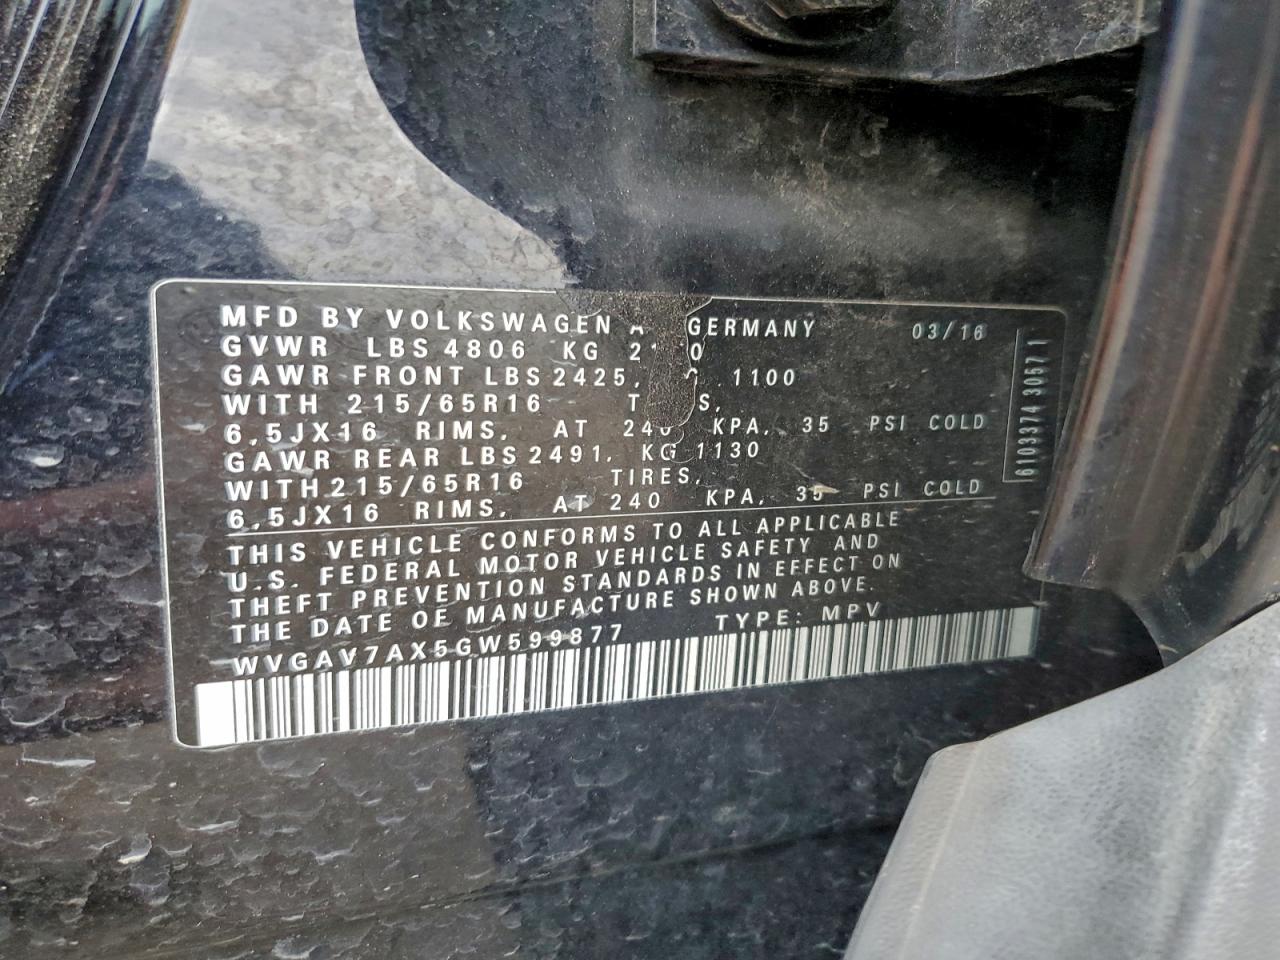 MFD BY VOLKSWAGEN GERMANY 03/16
GVWR LBS 4806 KG
GAWR FRONT LBS 2425, 1100
WITH 215/65R16
6,5JX16 RIMS, AT KPA, 35 PSI COLD
GAWR REAR LBS 2491, KG 1130
WITH 215/65R16 TIRES,
6,5JX16 RIMS, AT 240 KPA, 35 PSI COLD
THIS VEHICLE CONFORMS TO ALL APPLICABLE
U.S. FEDERAL MOTOR VEHICLE SAFETY AND
THEFT PREVENTION STANDARDS IN EFFECT ON
THE DATE OF MANUFACTURE SHOWN ABOVE.
WVGAV7AX5GW599877 TYPE: MPV
6103374 3057 1